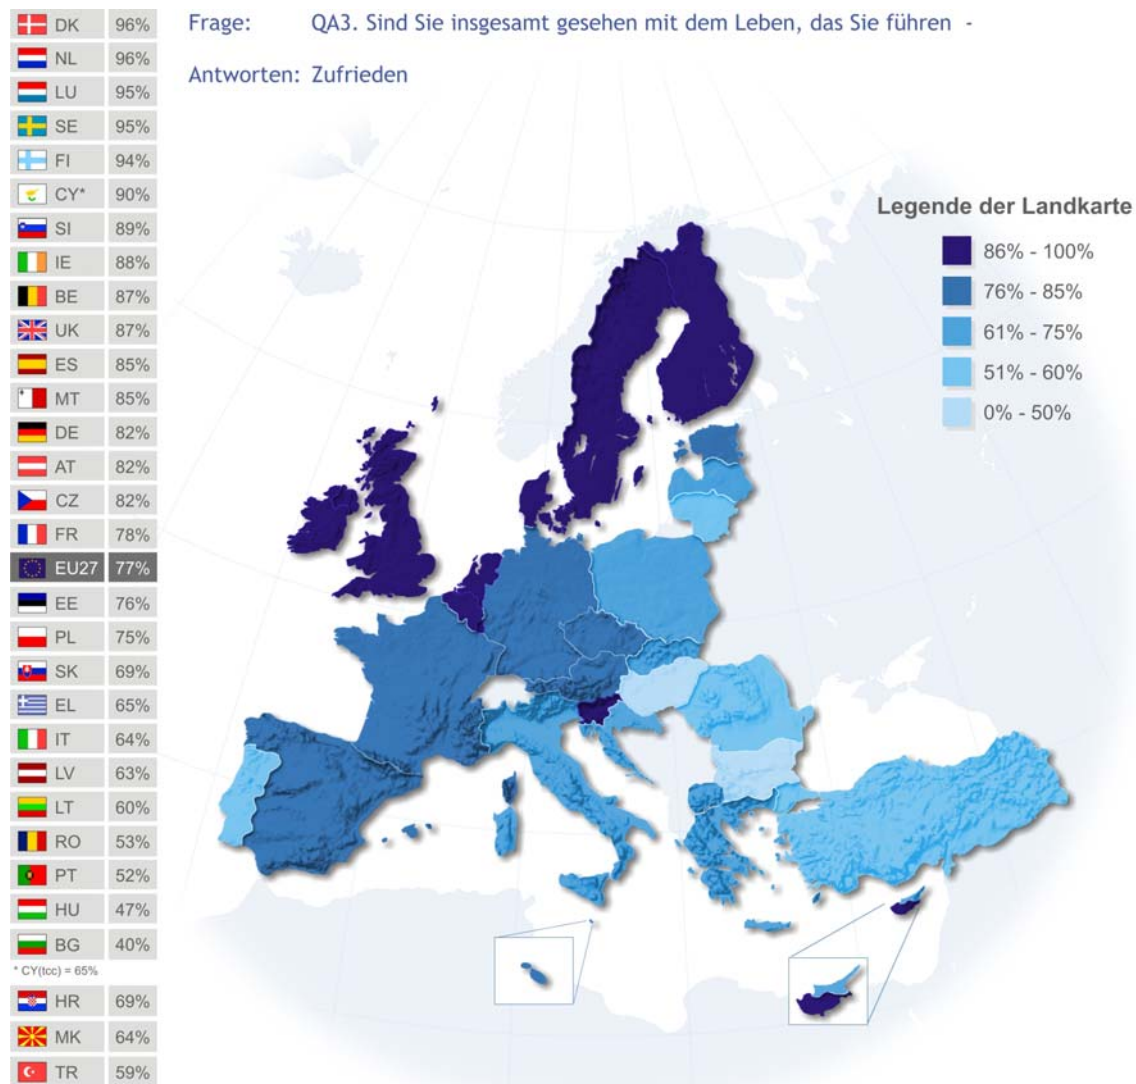 Frage: QA3. Sind Sie insgesamt gesehen mit dem Leben, das Sie führen -
Antworten: Zufrieden
DK 96%
NL 96%
LU 95%
SE 95%
FI 94%
CY* 90%
SI 89%
IE 88%
BE 87%
UK 87%
ES 85%
MT 85%
DE 82%
AT 82%
CZ 82%
FR 78%
EU27 77%
EE 76%
PL 75%
SK 69%
EL 65%
IT 64%
LV 63%
LT 60%
RO 53%
PT 52%
HU 47%
BG 40%
* CY(tcc) = 65%
HR 69%
MK 64%
TR 59%
Legende der Landkarte
86% - 100%
76% - 85%
61% - 75%
51% - 60%
0% - 50%